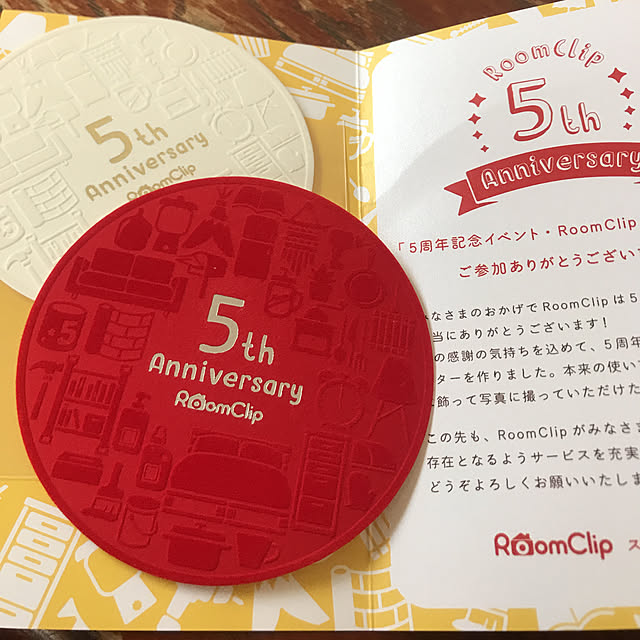 5th
Anniversary
RoomClip
5th
Anniversary
RoomClip
5
RoomClip
5th
Anniversary
「5周年記念イベント・RoomClip
ご参加ありがとうござい
なさまのおかげでRoomClipは5
当にありがとうございます!
の感謝の気持ちを込めて、5周年
ターを作りました。本来の使い
飾って写真に撮っていただけた
この先も、RoomClipがみなさま
存在となるようサービスを充実
どうぞよろしくお願いいたしま
RoomClip ス